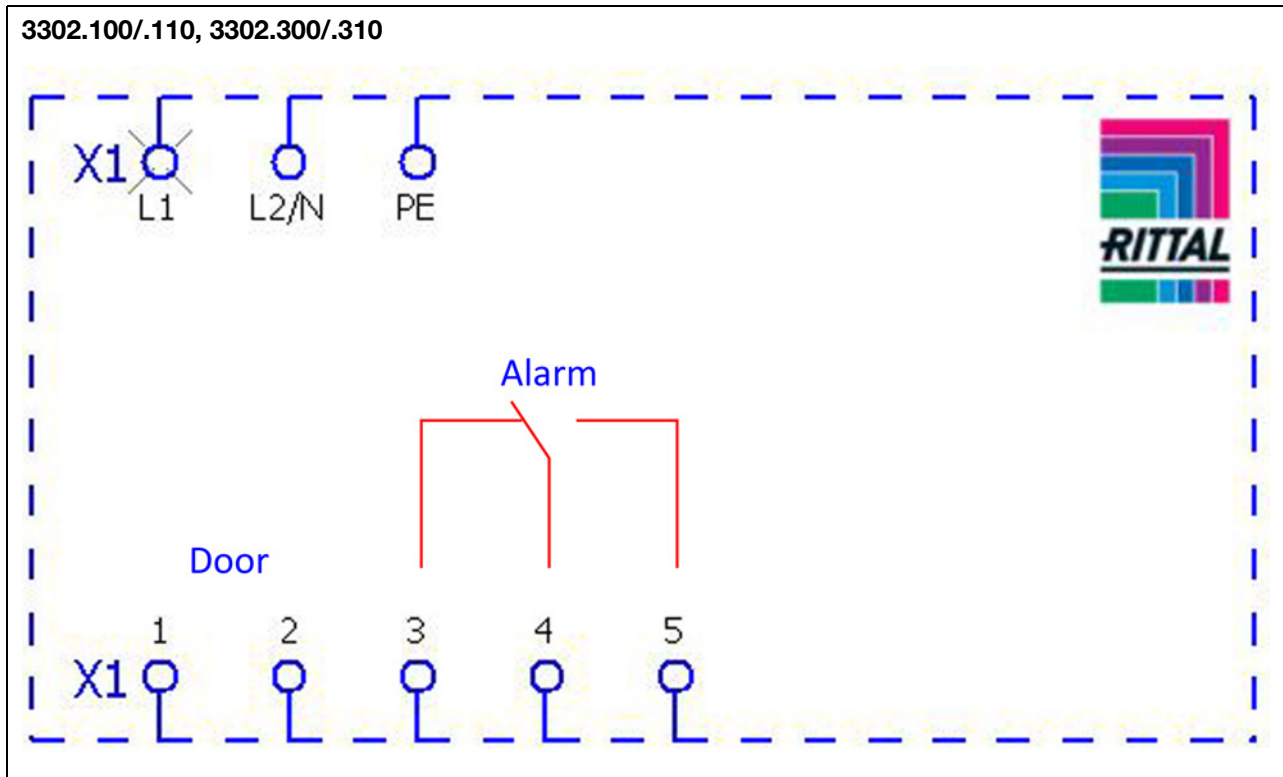 3302.100/.110, 3302.300/.310
X1
L1 L2/N PE
RITTAL
Alarm
Door
1 2 3 4 5
X1